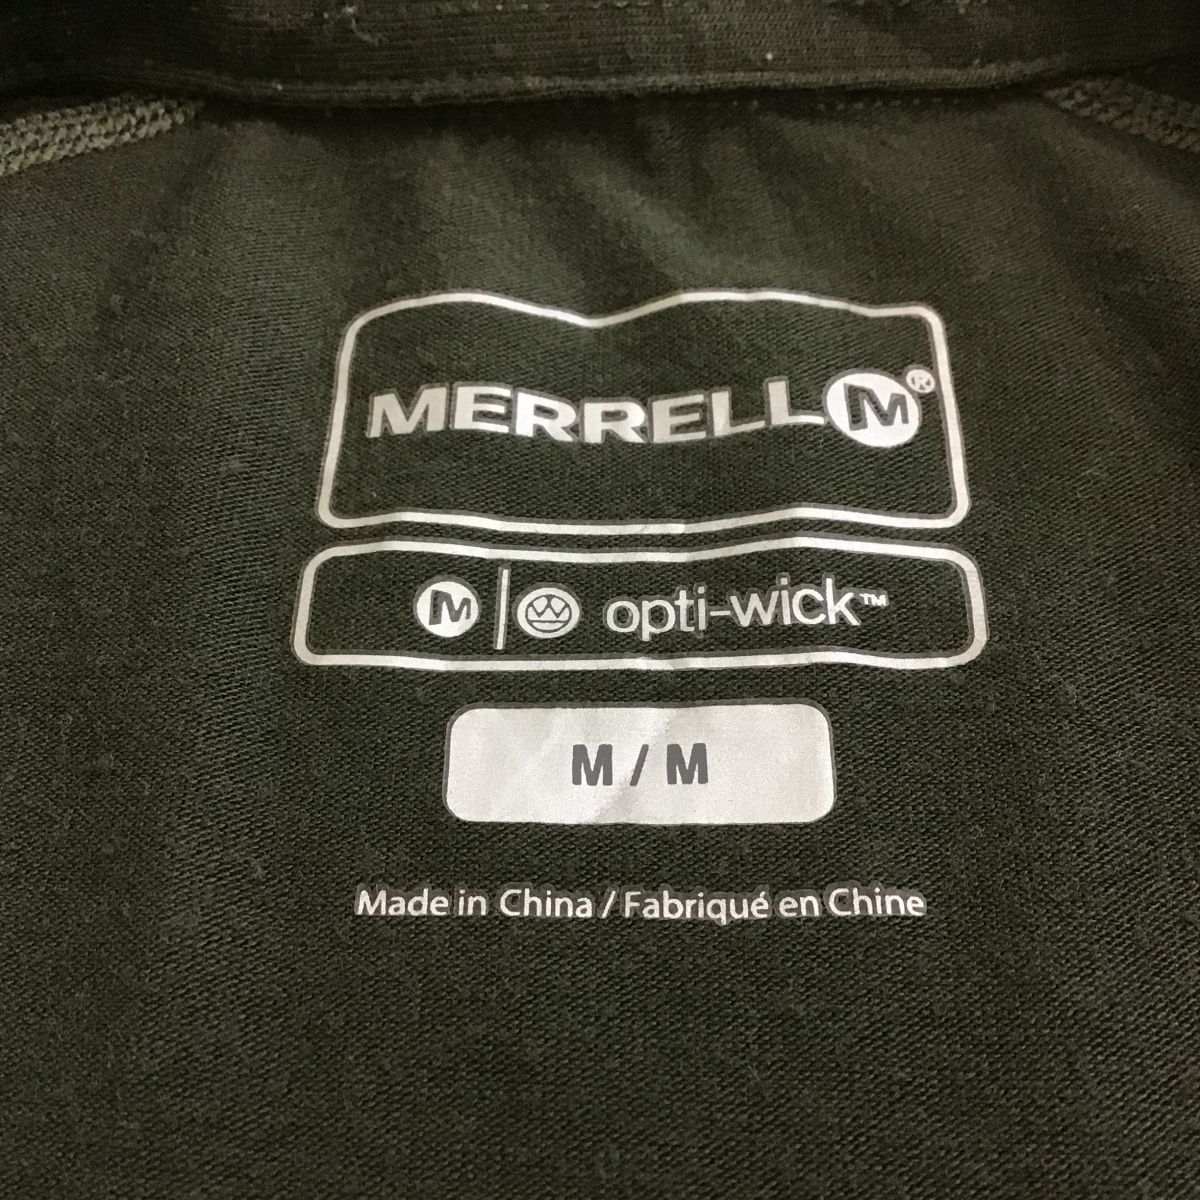 MERRELL M®
M opti-wick™
M / M
Made in China / Fabriqué en Chine